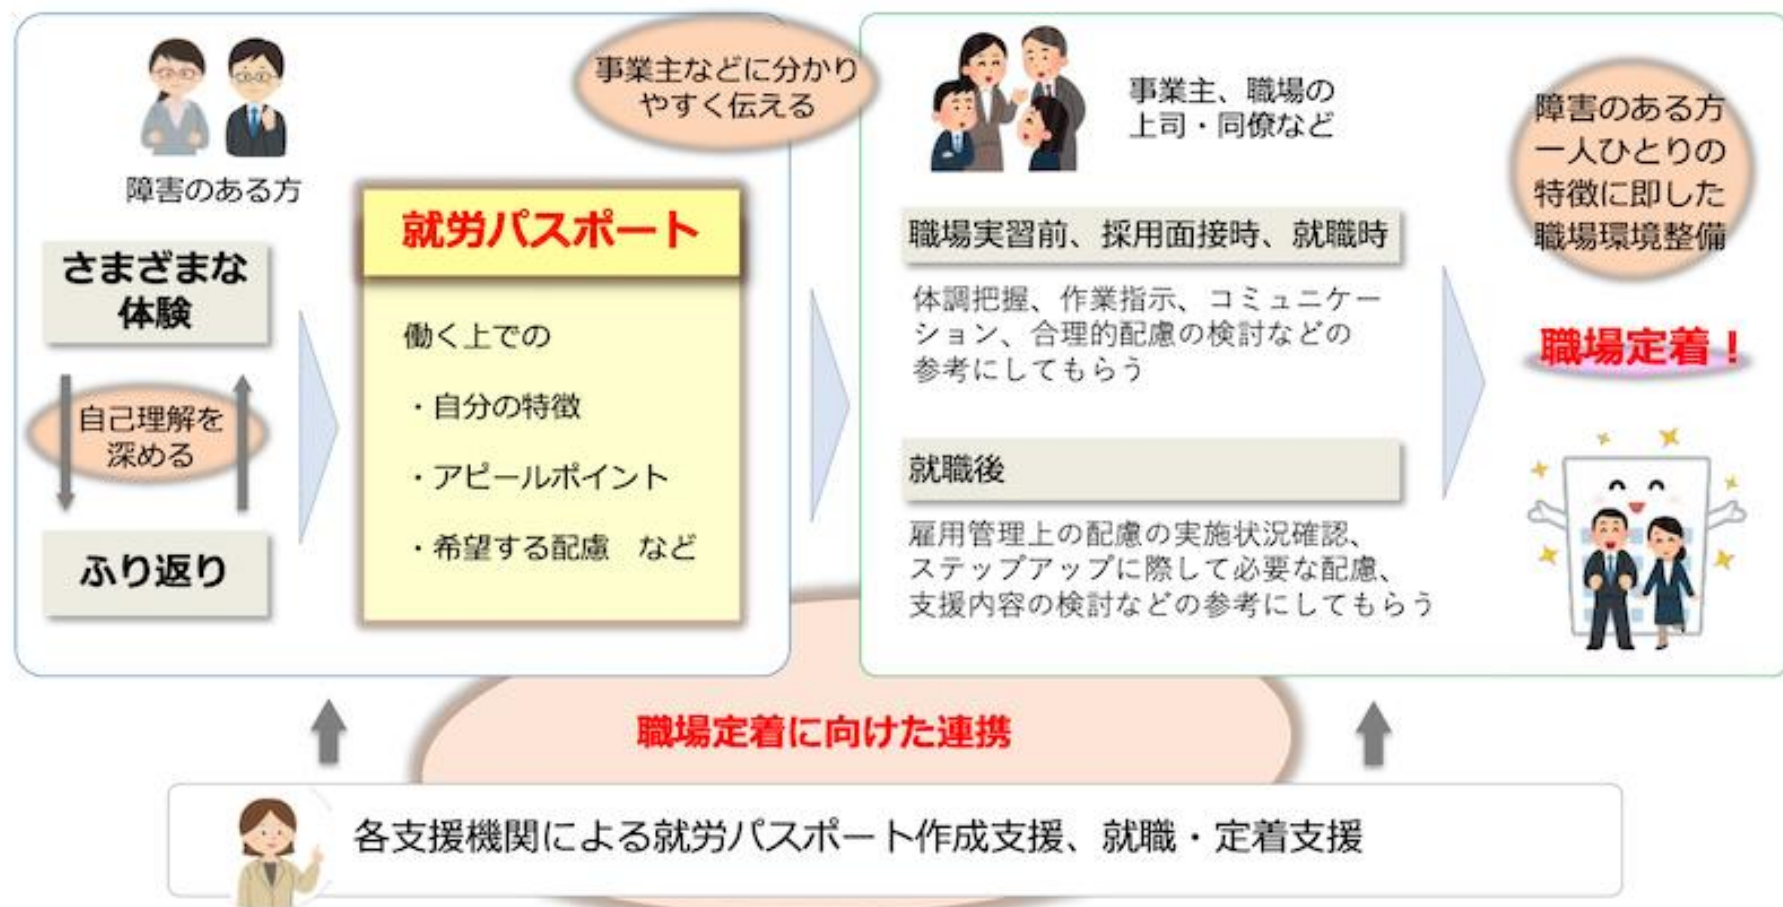 障害のある方
さまざまな
体験
自己理解を
深める
ふり返り
就労パスポート
働く上での
・自分の特徴
・アピールポイント
・希望する配慮　など
事業主などに分かり
やすく伝える
事業主、職場の
上司・同僚など
職場実習前、採用面接時、就職時
体調把握、作業指示、コミュニケー
ション、合理的配慮の検討などの
参考にしてもらう
就職後
雇用管理上の配慮の実施状況確認、
ステップアップに際して必要な配慮、
支援内容の検討などの参考にしてもらう
障害のある方
一人ひとりの
特徴に即した
職場環境整備
職場定着！
職場定着に向けた連携
各支援機関による就労パスポート作成支援、就職・定着支援